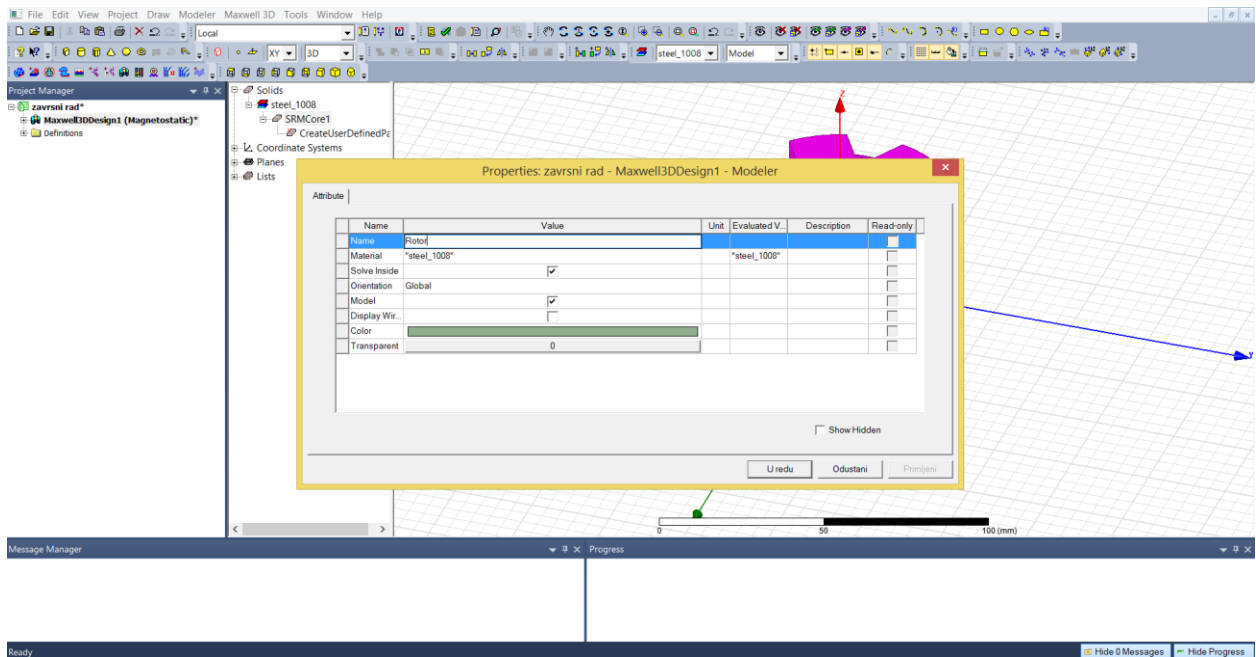 File Edit View Project Draw Modeler Maxwell 3D Tools Window Help
Local
XY 3D steel_1008 Model
Project Manager
zavrsni rad*
Maxwell3DDesign1 (Magnetostatic)*
Definitions
Solids
steel_1008
SRMCore1
CreateUserDefinedPa
Coordinate Systems
Planes
Lists
Z
Properties: zavrsni rad - Maxwell3DDesign1 - Modeler
Attribute
Name Value Unit Evaluated V... Description Read-only
Name Rotor
Material "steel_1008" "steel_1008"
Solve Inside
Orientation Global
Model
Display Wir...
Color
Transparent 0
Show Hidden
U redu Odustani Primijeni
Y
0 50 100 (mm)
Message Manager
Progress
Ready
Hide 0 Messages Hide Progress